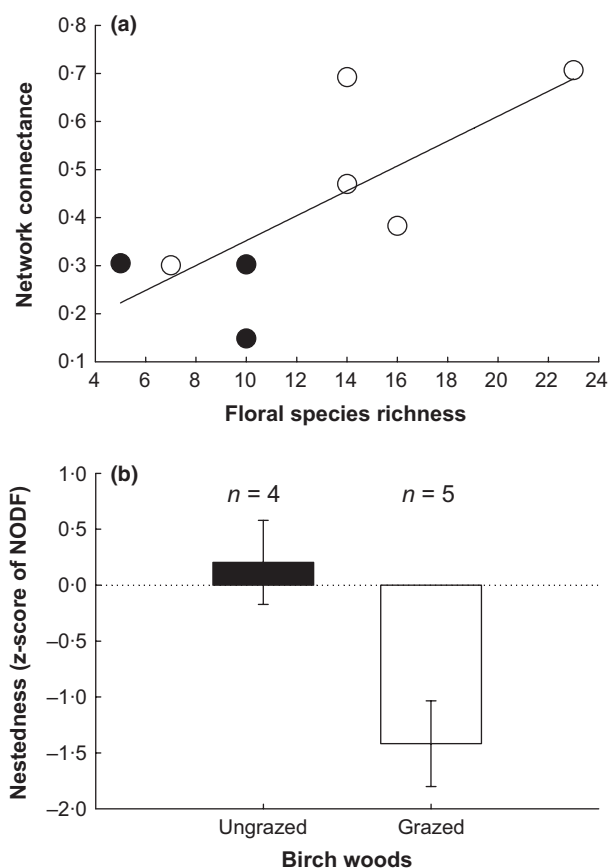 (a)
Network connectance
0·8
0·7
0·6
0·5
0·4
0·3
0·2
0·1
4 6 8 10 12 14 16 18 20 22 24
Floral species richness
(b)
Nestedness (z-score of NODF)
1·0
0·5
0·0
–0·5
–1·0
–1·5
–2·0
n = 4 n = 5
Ungrazed Grazed
Birch woods